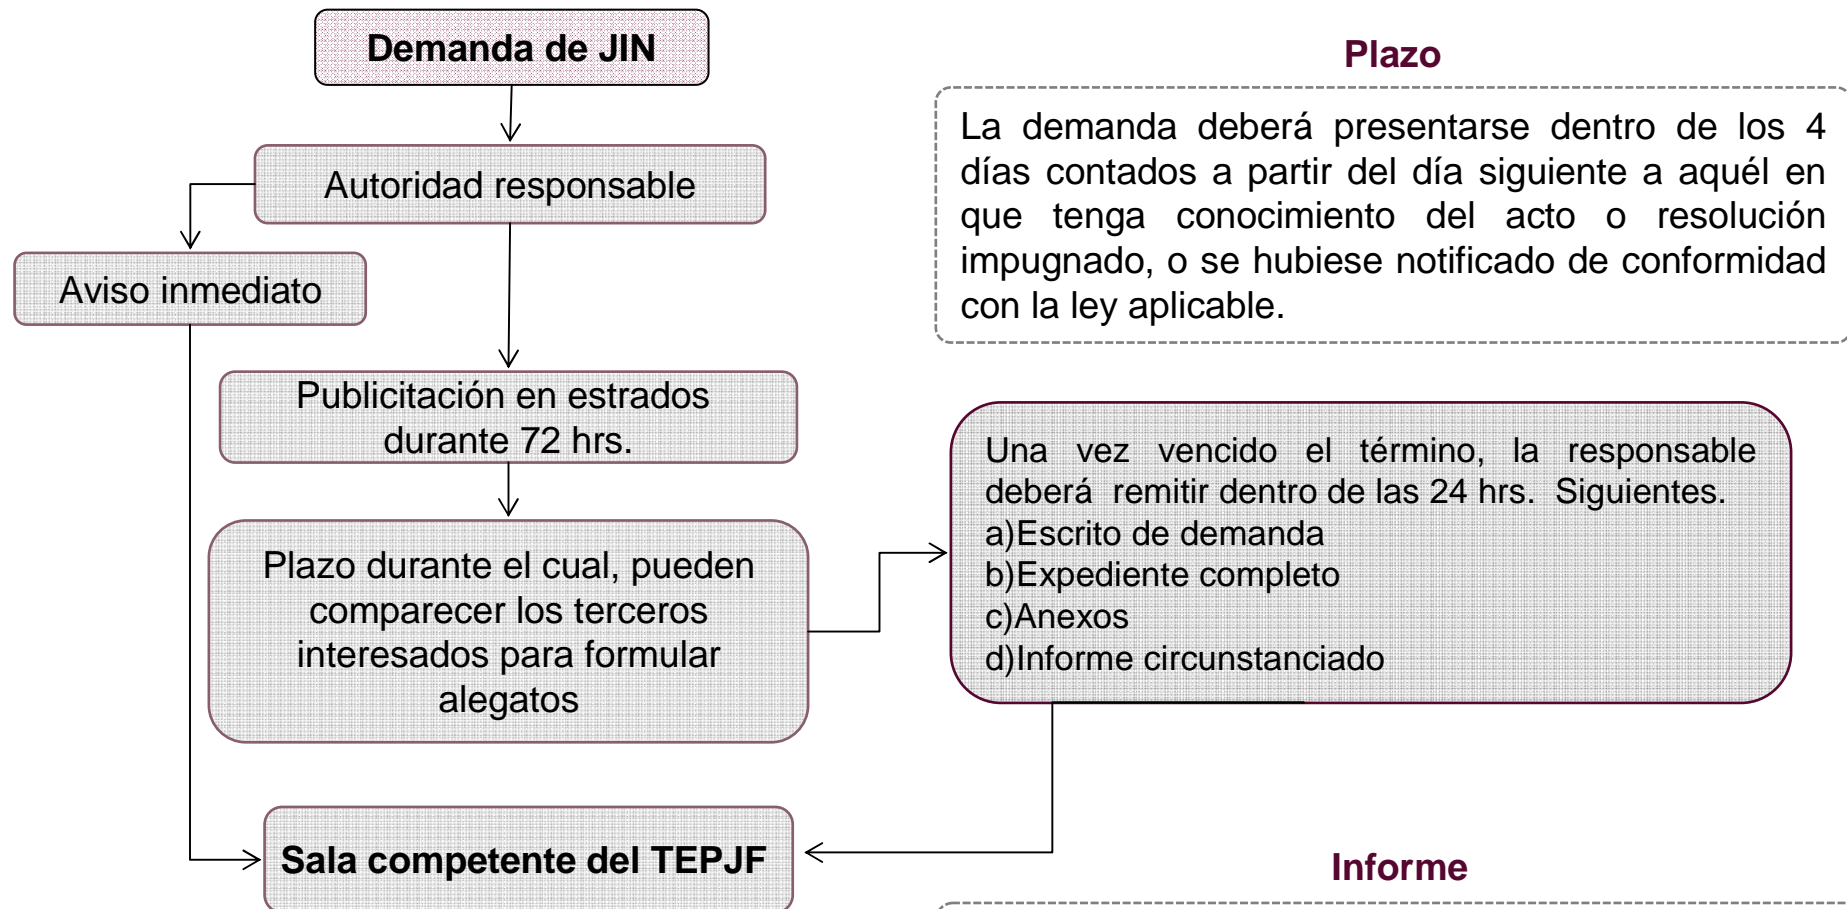 Demanda de JIN
Autoridad responsable
Aviso inmediato
Publicitación en estrados
durante 72 hrs.
Plazo durante el cual, pueden
comparecer los terceros
interesados para formular
alegatos
Sala competente del TEPJF
Plazo
La demanda deberá presentarse dentro de los 4
días contados a partir del día siguiente a aquél en
que tenga conocimiento del acto o resolución
impugnado, o se hubiese notificado de conformidad
con la ley aplicable.
Una vez vencido el término, la responsable
deberá remitir dentro de las 24 hrs. Siguientes.
a)Escrito de demanda
b)Expediente completo
c)Anexos
d)Informe circunstanciado
Informe